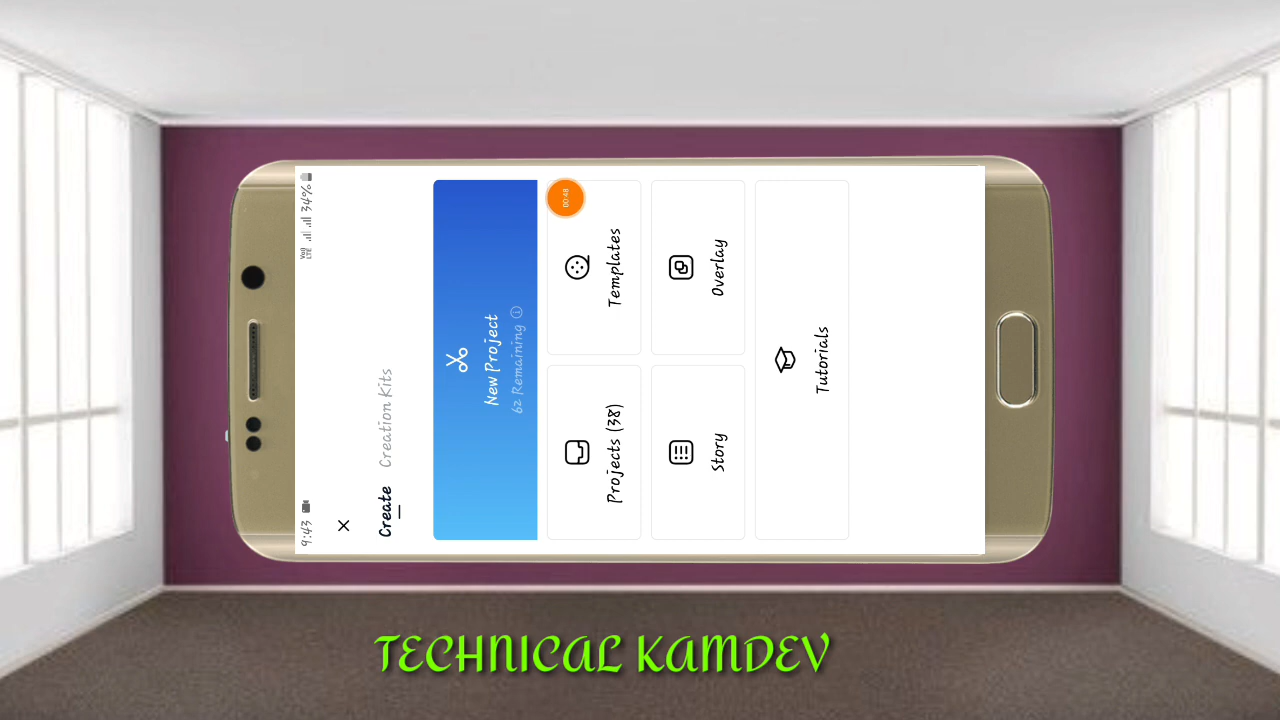 9:43
Vo))
LTE
34%
Create Creation Kits
New Project
62 Remaining
00:48
Projects (38)
Templates
Story
Overlay
Tutorials
TECHNICAL KAMDEV